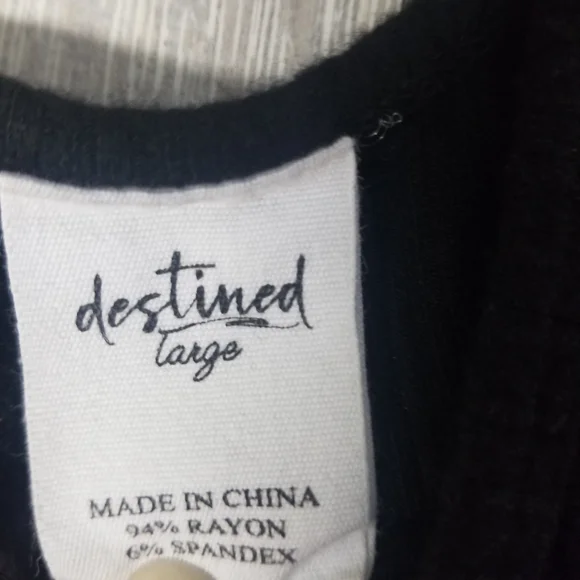 destined
large
MADE IN CHINA
94% RAYON
6% SPANDEX